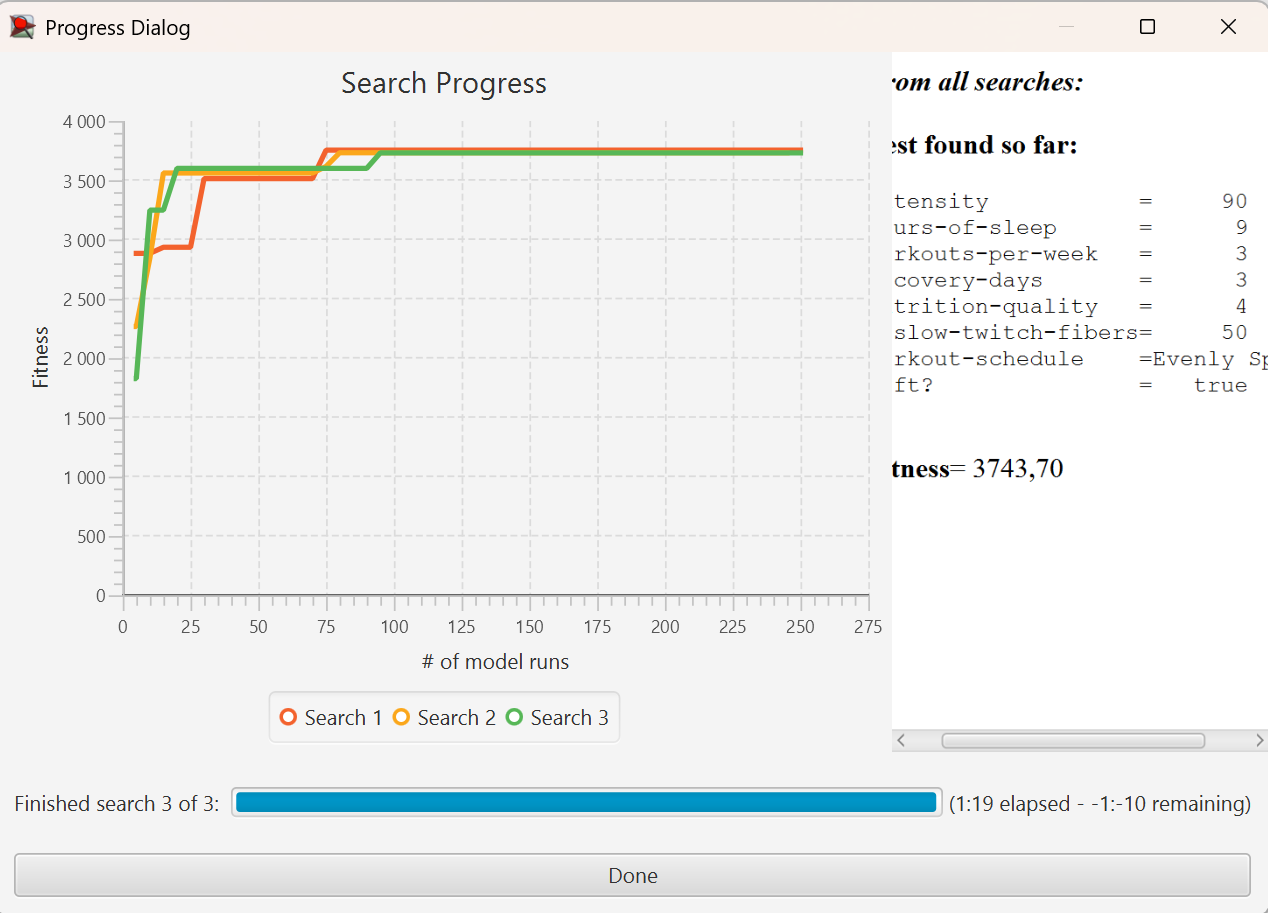 Progress Dialog
Search Progress
4 000
3 500
3 000
2 500
2 000
1 500
1 000
500
0
Fitness
0 25 50 75 100 125 150 175 200 225 250 275
# of model runs
Search 1 Search 2 Search 3
rom all searches:
est found so far:
tensity = 90
urs-of-sleep = 9
rkouts-per-week = 3
covery-days = 3
trition-quality = 4
slow-twitch-fibers= 50
rkout-schedule =Evenly Sp
ft? = true
tness= 3743,70
Finished search 3 of 3: (1:19 elapsed - -1:-10 remaining)
Done